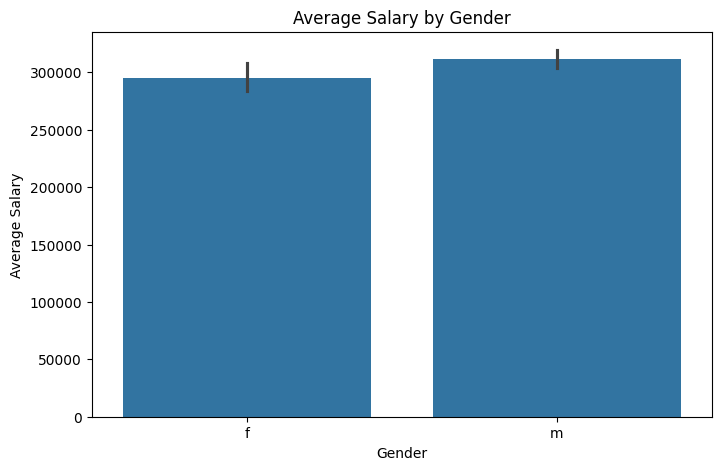 Average Salary by Gender
Average Salary
300000
250000
200000
150000
100000
50000
0
f
m
Gender